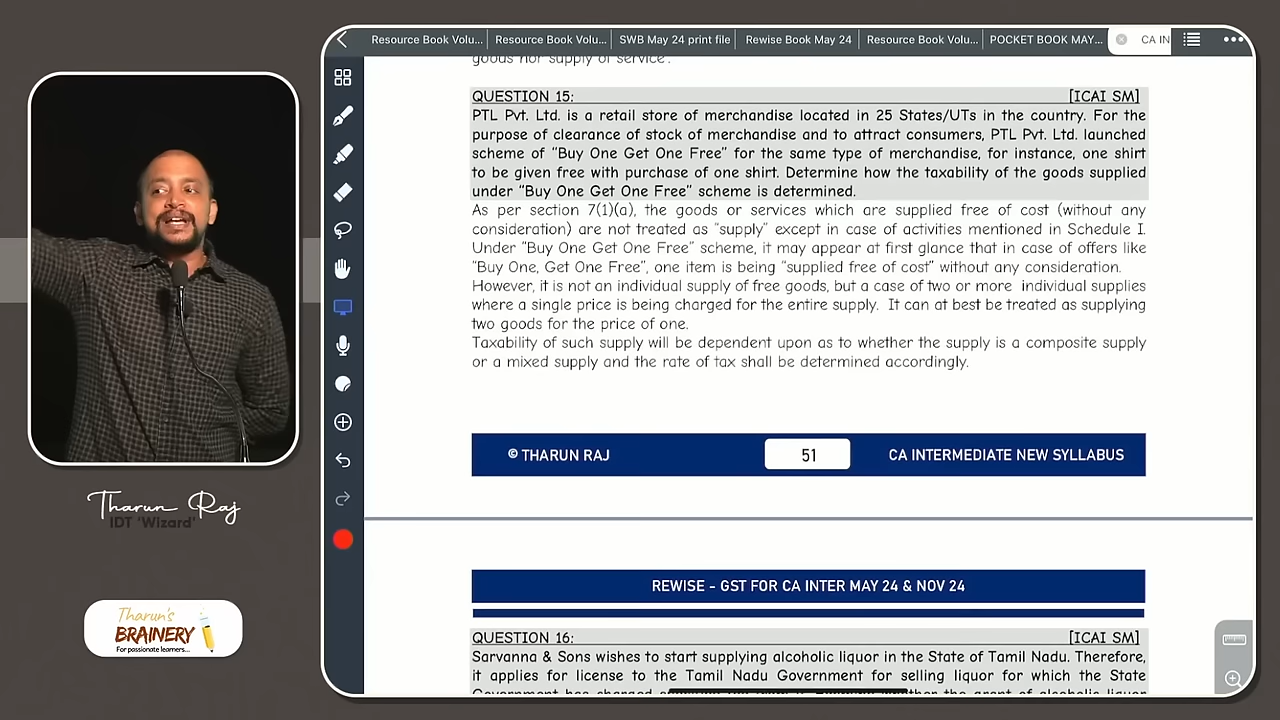 Resource Book Volu...
Resource Book Volu...
SWB May 24 print file
Rewise Book May 24
Resource Book Volu...
POCKET BOOK MAY...
CA IN
goods nor supply of service.
QUESTION 15: [ICAI SM]
PTL Pvt. Ltd. is a retail store of merchandise located in 25 States/UTs in the country. For the
purpose of clearance of stock of merchandise and to attract consumers, PTL Pvt. Ltd. launched
scheme of “Buy One Get One Free” for the same type of merchandise, for instance, one shirt
to be given free with purchase of one shirt. Determine how the taxability of the goods supplied
under “Buy One Get One Free” scheme is determined.
As per section 7(1)(a), the goods or services which are supplied free of cost (without any
consideration) are not treated as “supply” except in case of activities mentioned in Schedule I.
Under “Buy One Get One Free” scheme, it may appear at first glance that in case of offers like
“Buy One, Get One Free”, one item is being “supplied free of cost” without any consideration.
However, it is not an individual supply of free goods, but a case of two or more individual supplies
where a single price is being charged for the entire supply. It can at best be treated as supplying
two goods for the price of one.
Taxability of such supply will be dependent upon as to whether the supply is a composite supply
or a mixed supply and the rate of tax shall be determined accordingly.
© THARUN RAJ
51
CA INTERMEDIATE NEW SYLLABUS
REWISE - GST FOR CA INTER MAY 24 & NOV 24
QUESTION 16: [ICAI SM]
Sarvanna & Sons wishes to start supplying alcoholic liquor in the State of Tamil Nadu. Therefore,
it applies for license to the Tamil Nadu Government for selling liquor for which the State
Tharun Raj
IDT 'Wizard'
Tharun's
BRAINERY
For passionate learners...